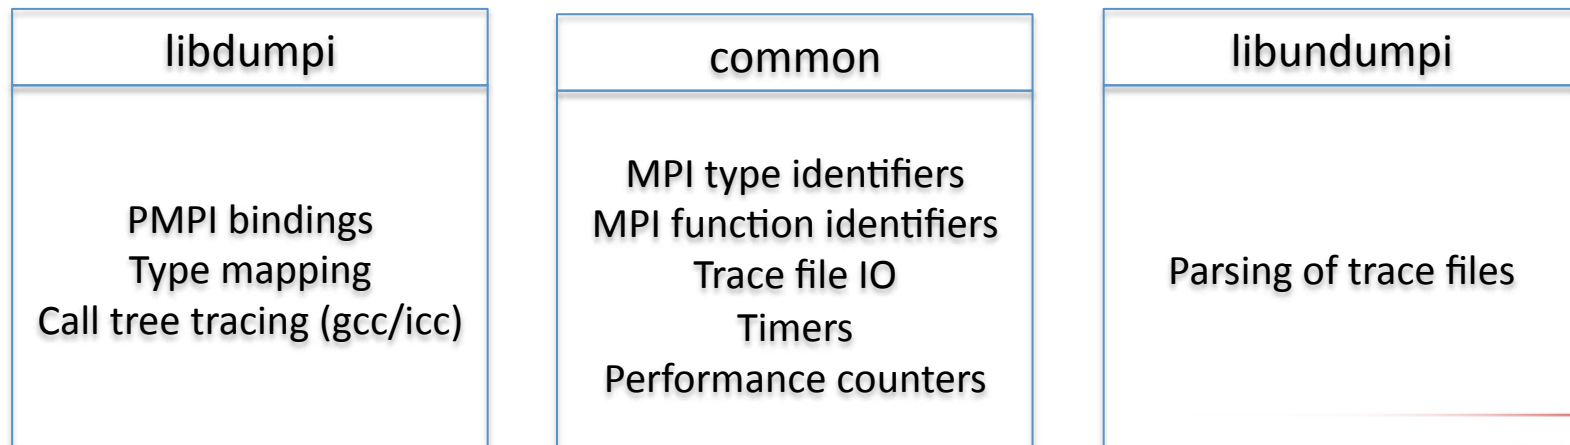 libdumpi
PMPI bindings
Type mapping
Call tree tracing (gcc/icc)
common
MPI type identifiers
MPI function identifiers
Trace file IO
Timers
Performance counters
libundumpi
Parsing of trace files